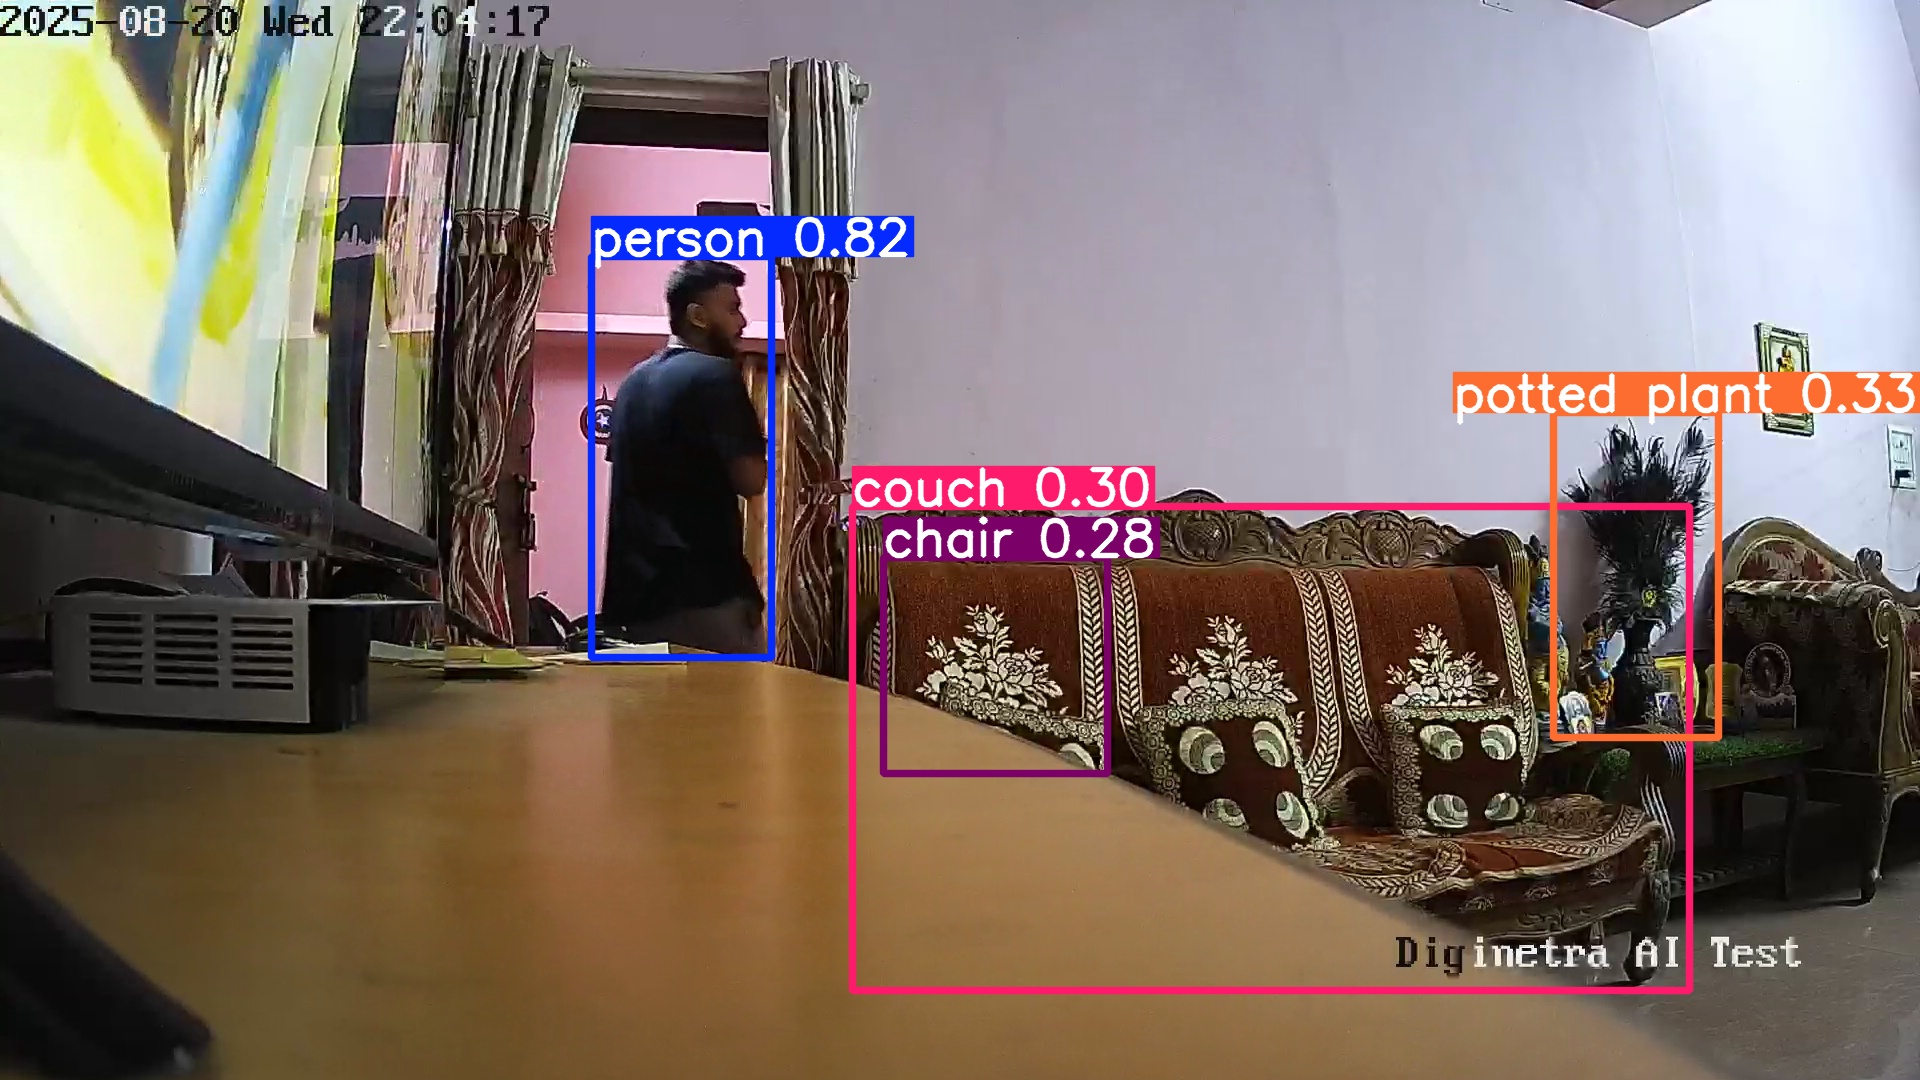 2025-08-20 Wed 22:04:17
person 0.82
potted plant 0.33
couch 0.30
chair 0.28
Diginetra AI Test